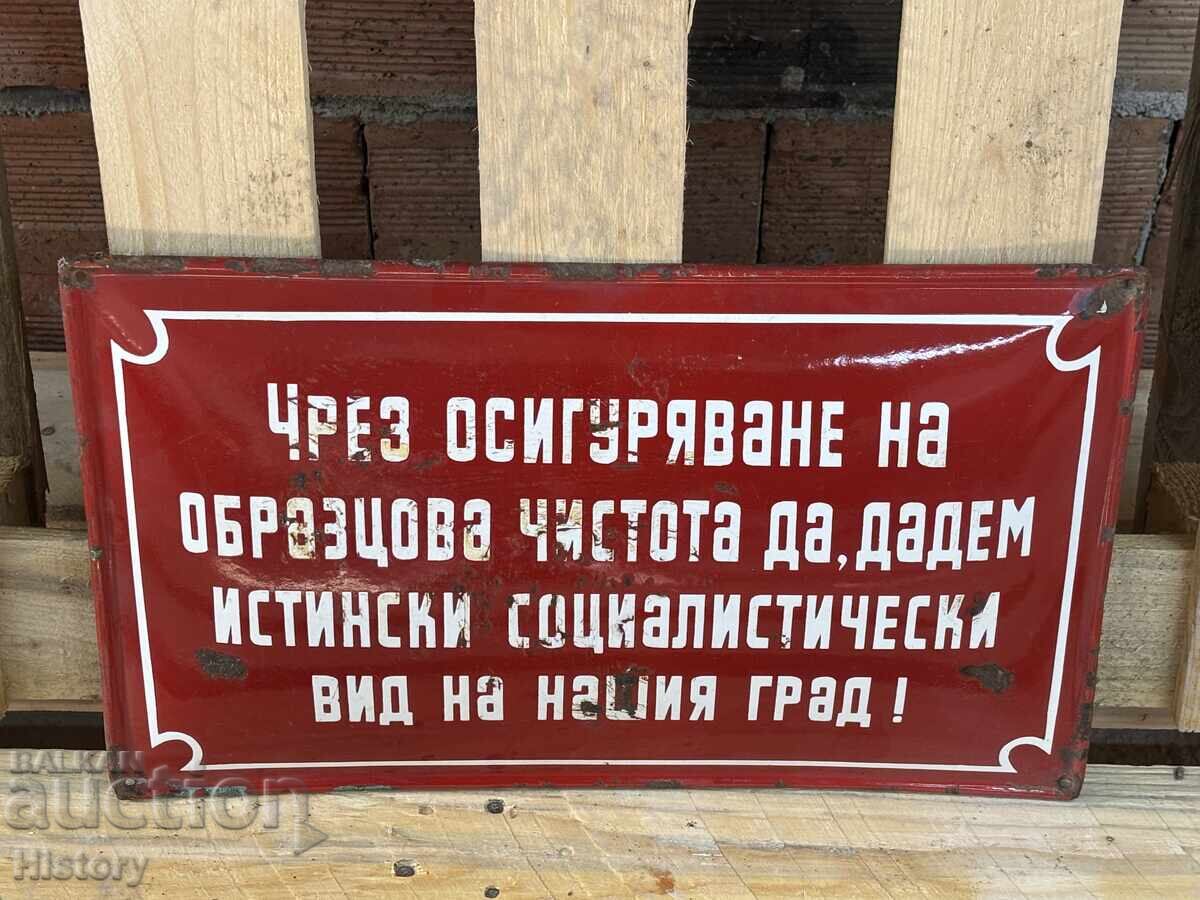 Чрез осигуряване на
образцова чистота да, дадем
истински социалистически
вид на нашия град!
BALKAN
auction
History